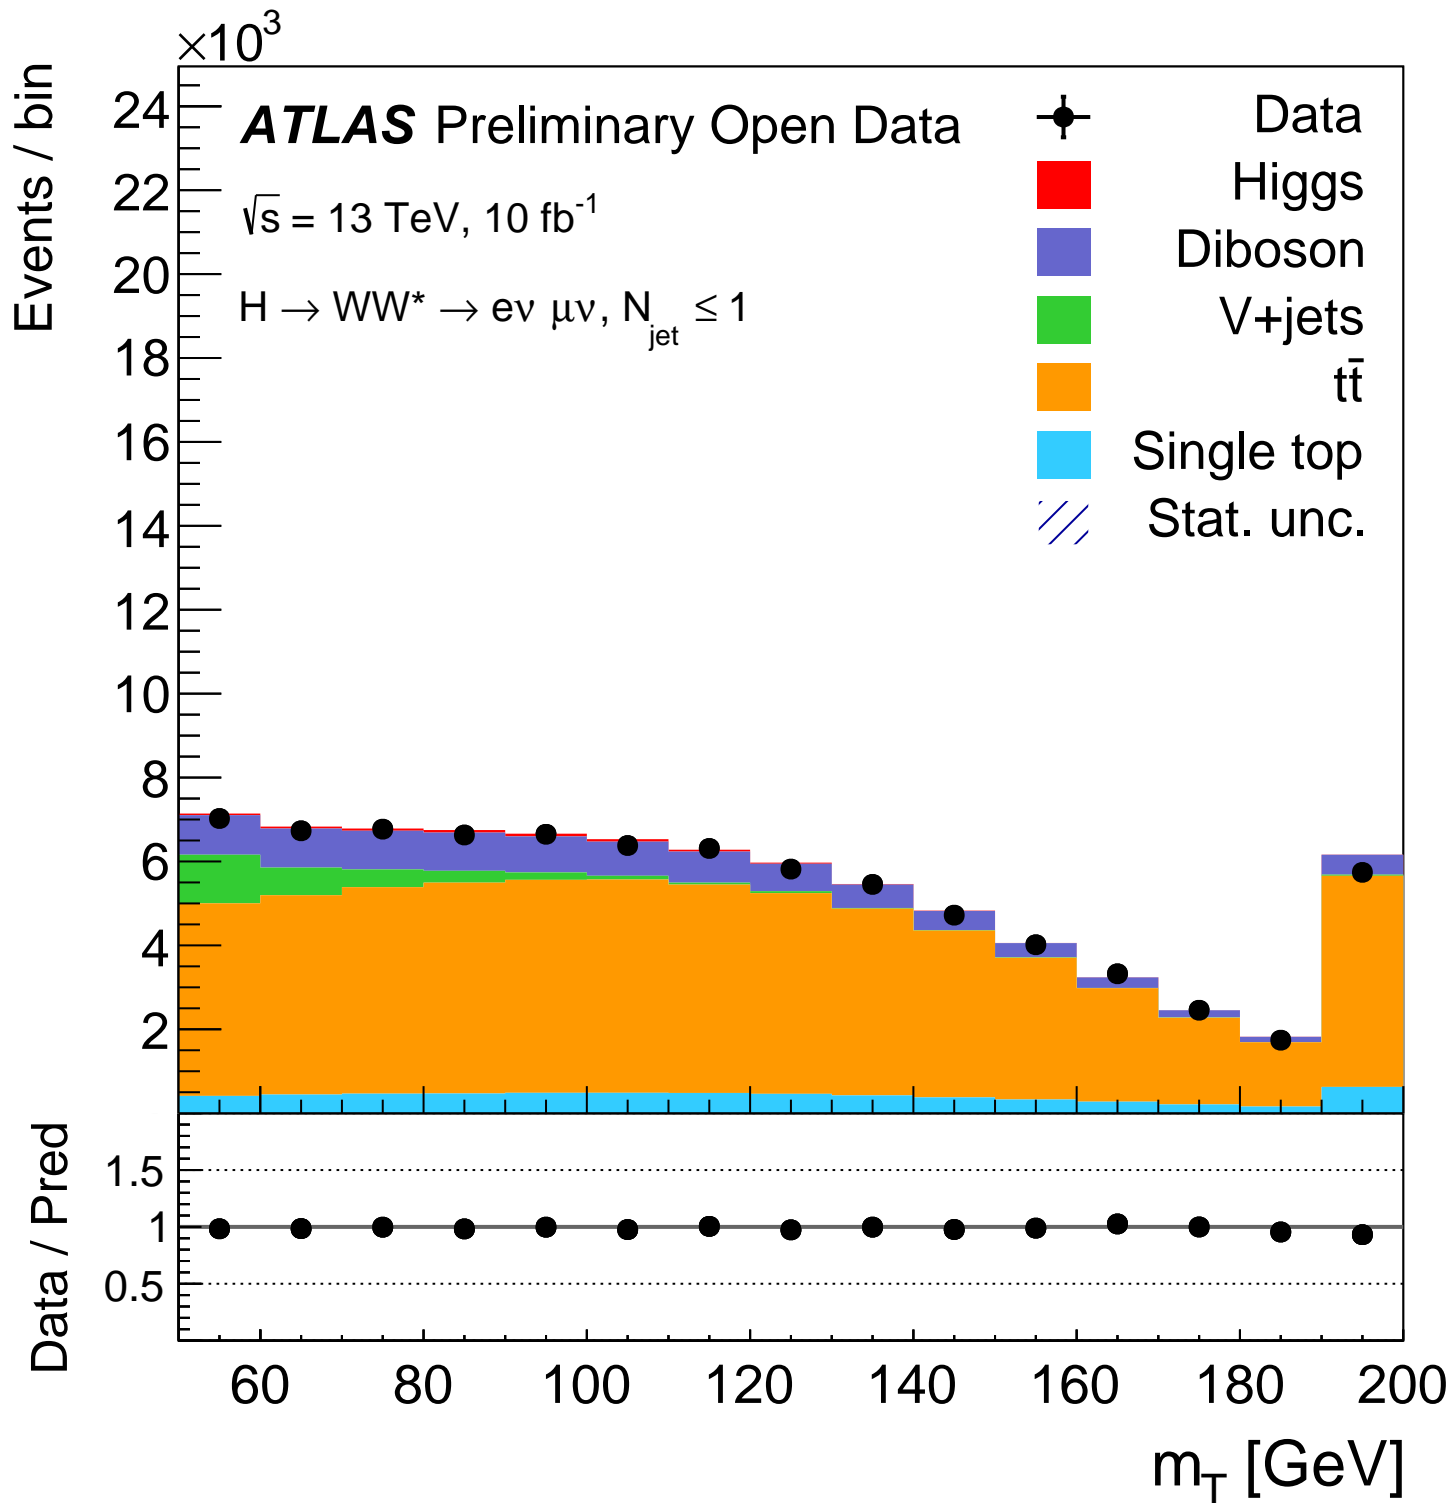 ×10³
Events / bin
24
22
20
18
16
14
12
10
8
6
4
2
ATLAS Preliminary Open Data
√s = 13 TeV, 10 fb⁻¹
H → WW* → eν μν, N_jet ≤ 1
Data
Higgs
Diboson
V+jets
tt̄
Single top
Stat. unc.
Data / Pred
1.5
1
0.5
60 80 100 120 140 160 180 200
m_T [GeV]